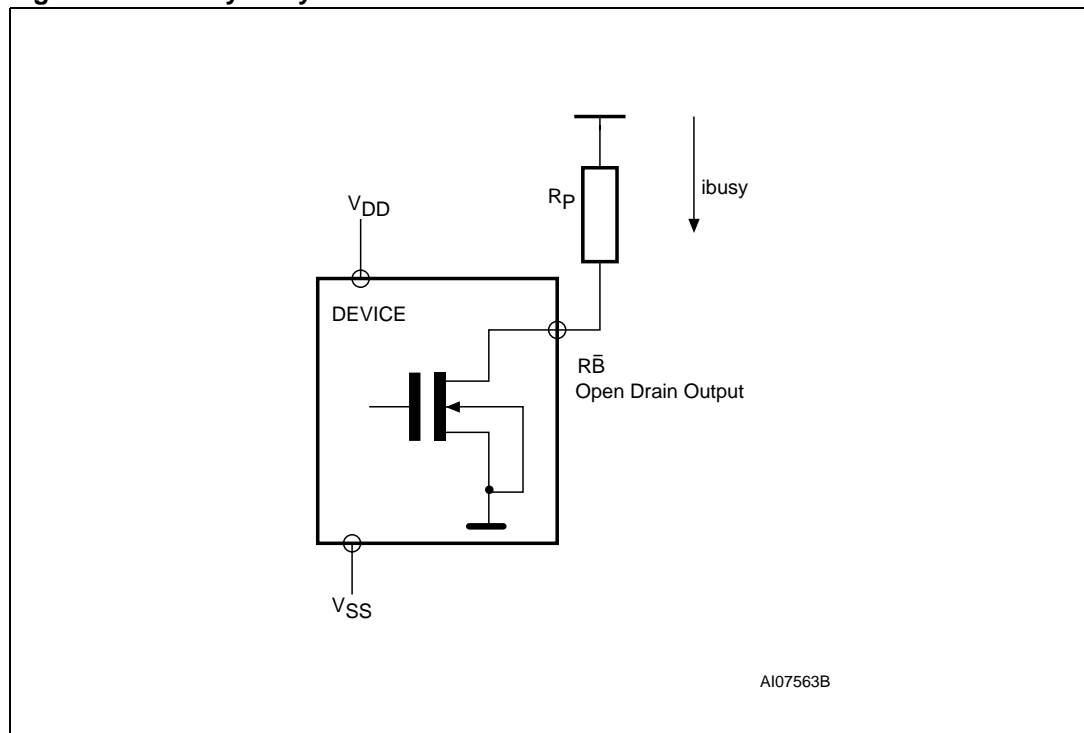 RP
ibusy
VDD
DEVICE
RB̄
Open Drain Output
VSS
AI07563B